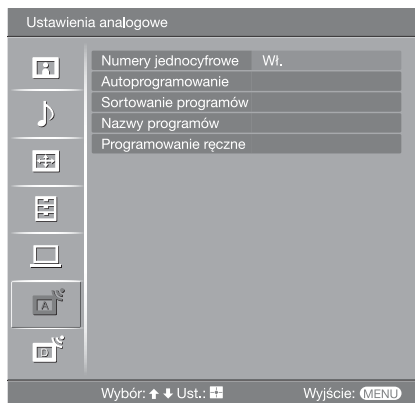 Ustawienia analogowe
Numery jednocyfrowe Wł.
Autoprogramowanie
Sortowanie programów
Nazwy programów
Programowanie ręczne
A
D
Wybór: Ust.: Wyjście: MENU